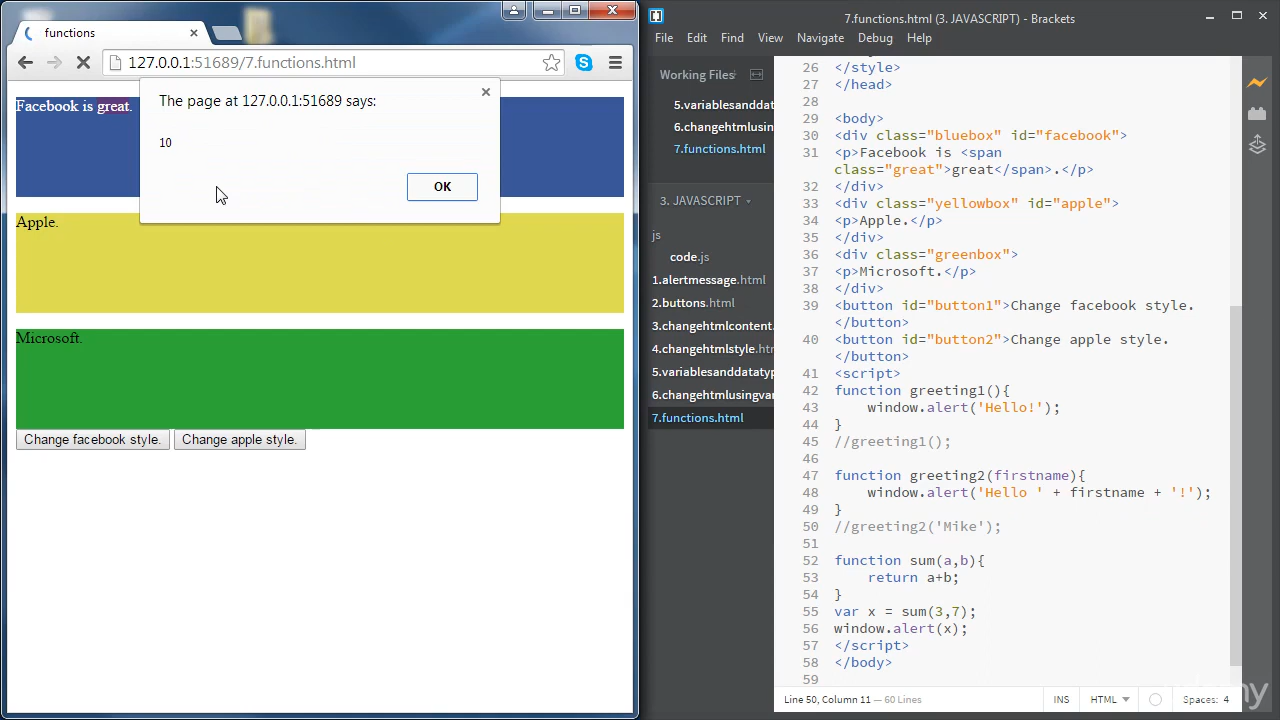 functions
127.0.0.1:51689/7.functions.html
The page at 127.0.0.1:51689 says:
10
OK
Facebook is great.
Apple.
Microsoft.
Change facebook style.
Change apple style.
7.functions.html (3. JAVASCRIPT) - Brackets
File Edit Find View Navigate Debug Help
Working Files
5.variablesanddata
6.changehtmlusin
7.functions.html
3. JAVASCRIPT
js
code.js
1.alertmessage.html
2.buttons.html
3.changehtmlcontent.
4.changehtmlstyle.htm
5.variablesanddatatyp
6.changehtmlusingvar
7.functions.html
26 </style>
27 </head>
28
29 <body>
30 <div class="bluebox" id="facebook">
31 <p>Facebook is <span
class="great">great</span>.</p>
32 </div>
33 <div class="yellowbox" id="apple">
34 <p>Apple.</p>
35 </div>
36 <div class="greenbox">
37 <p>Microsoft.</p>
38 </div>
39 <button id="button1">Change facebook style.
</button>
40 <button id="button2">Change apple style.
</button>
41 <script>
42 function greeting1(){
43 window.alert('Hello!');
44 }
45 //greeting1();
46
47 function greeting2(firstname){
48 window.alert('Hello ' + firstname + '!');
49 }
50 //greeting2('Mike');
51
52 function sum(a,b){
53 return a+b;
54 }
55 var x = sum(3,7);
56 window.alert(x);
57 </script>
58 </body>
59
Line 50, Column 11 — 60 Lines
INS
HTML
Spaces: 4